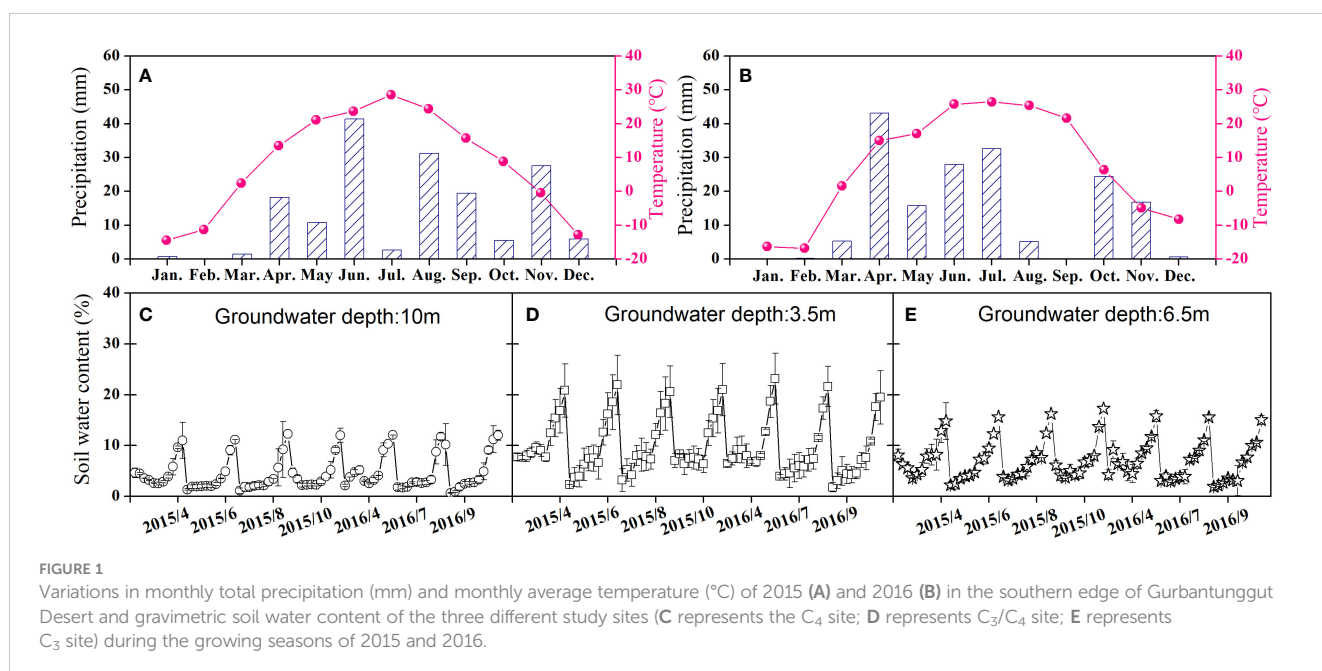 A
Precipitation (mm)
60
50
40
30
20
10
0
Jan. Feb. Mar. Apr. May Jun. Jul. Aug. Sep. Oct. Nov. Dec.
40
30
20
10
0
-10
-20
Temperature (°C)
B
Precipitation (mm)
60
50
40
30
20
10
0
Jan. Feb. Mar. Apr. May Jun. Jul. Aug. Sep. Oct. Nov. Dec.
40
30
20
10
0
-10
-20
Temperature (°C)
Soil water content (%)
40
30
20
10
0
C
Groundwater depth:10m
2015/4 2015/6 2015/8 2015/10 2016/4 2016/7 2016/9
D
Groundwater depth:3.5m
2015/4 2015/6 2015/8 2015/10 2016/4 2016/7 2016/9
E
Groundwater depth:6.5m
2015/4 2015/6 2015/8 2015/10 2016/4 2016/7 2016/9
FIGURE 1
Variations in monthly total precipitation (mm) and monthly average temperature (°C) of 2015 (A) and 2016 (B) in the southern edge of Gurbantunggut
Desert and gravimetric soil water content of the three different study sites (C represents the C₄ site; D represents C₃/C₄ site; E represents
C₃ site) during the growing seasons of 2015 and 2016.